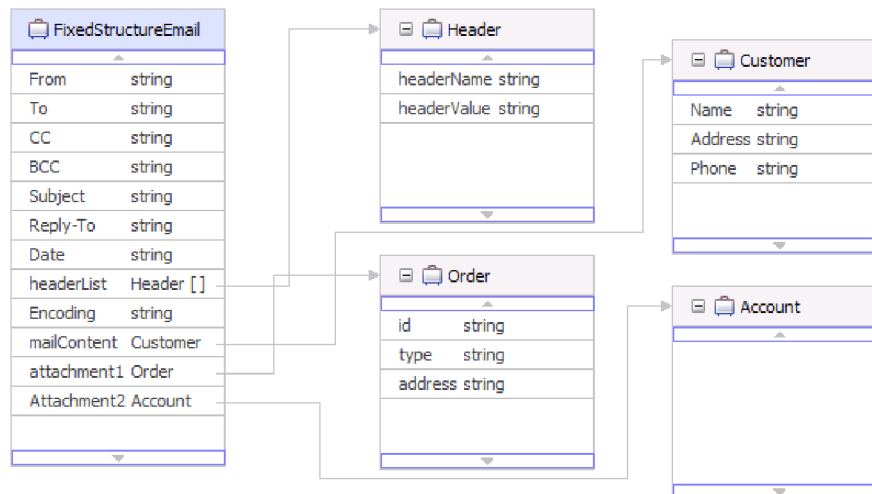 FixedStructureEmail
From string
To string
CC string
BCC string
Subject string
Reply-To string
Date string
headerList Header []
Encoding string
mailContent Customer
attachment1 Order
Attachment2 Account
Header
headerName string
headerValue string
Order
id string
type string
address string
Customer
Name string
Address string
Phone string
Account